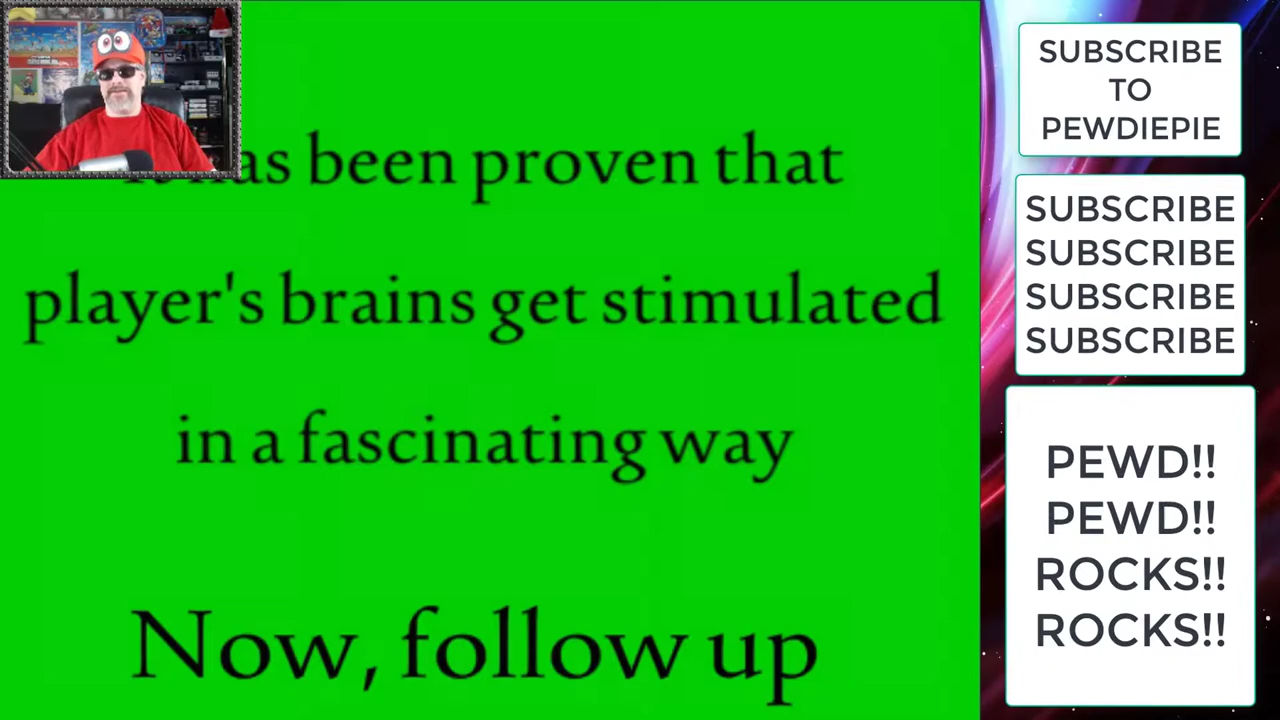 has been proven that
player's brains get stimulated
in a fascinating way
Now, follow up
SUBSCRIBE
TO
PEWDIEPIE
SUBSCRIBE
SUBSCRIBE
SUBSCRIBE
SUBSCRIBE
PEWD!!
PEWD!!
ROCKS!!
ROCKS!!